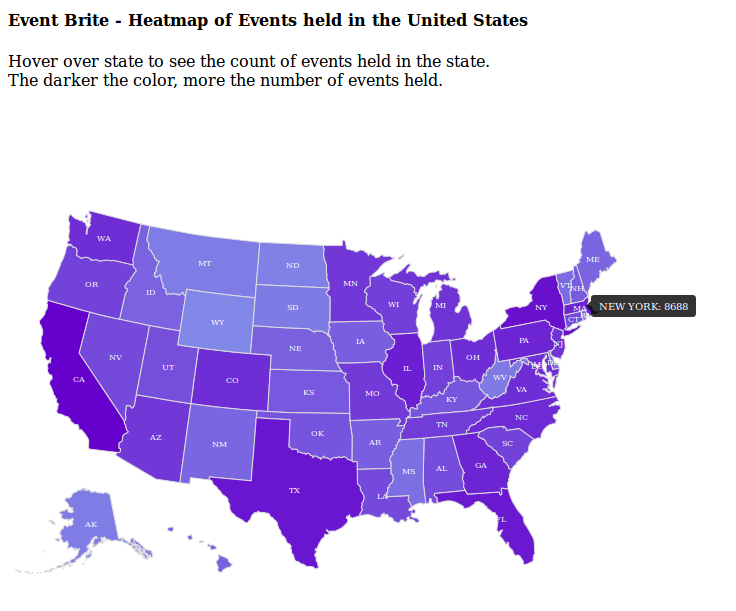 Event Brite - Heatmap of Events held in the United States
Hover over state to see the count of events held in the state.
The darker the color, more the number of events held.
WA
ME
MT
ND
OR
MN
VT
NH
ID
SD
WI
MI
NEW YORK: 8688
NY
MA
WY
CT
IA
PA
NE
NJ
NV
OH
UT
IL
IN
CO
CA
WV
KS
MO
VA
KY
NC
TN
OK
AZ
NM
AR
SC
GA
MS
AL
TX
LA
FL
AK